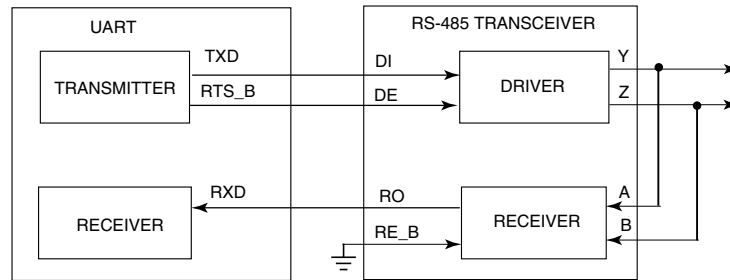 UART
RS-485 TRANSCEIVER
TXD
DI
Y
TRANSMITTER
DRIVER
RTS_B
DE
Z
RXD
RO
A
RECEIVER
RECEIVER
RE_B
B